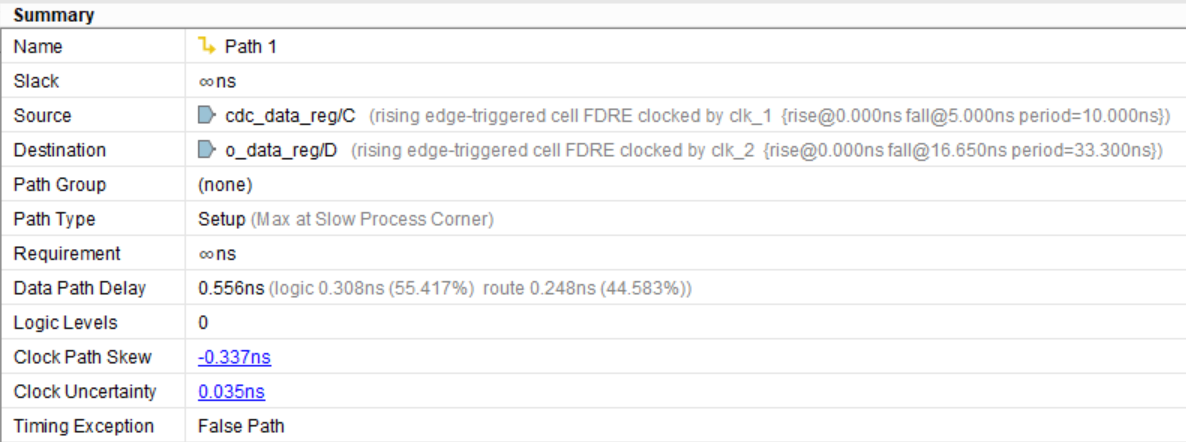 Summary
Name Path 1
Slack ∞ns
Source cdc_data_reg/C (rising edge-triggered cell FDRE clocked by clk_1 {rise@0.000ns fall@5.000ns period=10.000ns})
Destination o_data_reg/D (rising edge-triggered cell FDRE clocked by clk_2 {rise@0.000ns fall@16.650ns period=33.300ns})
Path Group (none)
Path Type Setup (Max at Slow Process Corner)
Requirement ∞ns
Data Path Delay 0.556ns (logic 0.308ns (55.417%) route 0.248ns (44.583%))
Logic Levels 0
Clock Path Skew -0.337ns
Clock Uncertainty 0.035ns
Timing Exception False Path